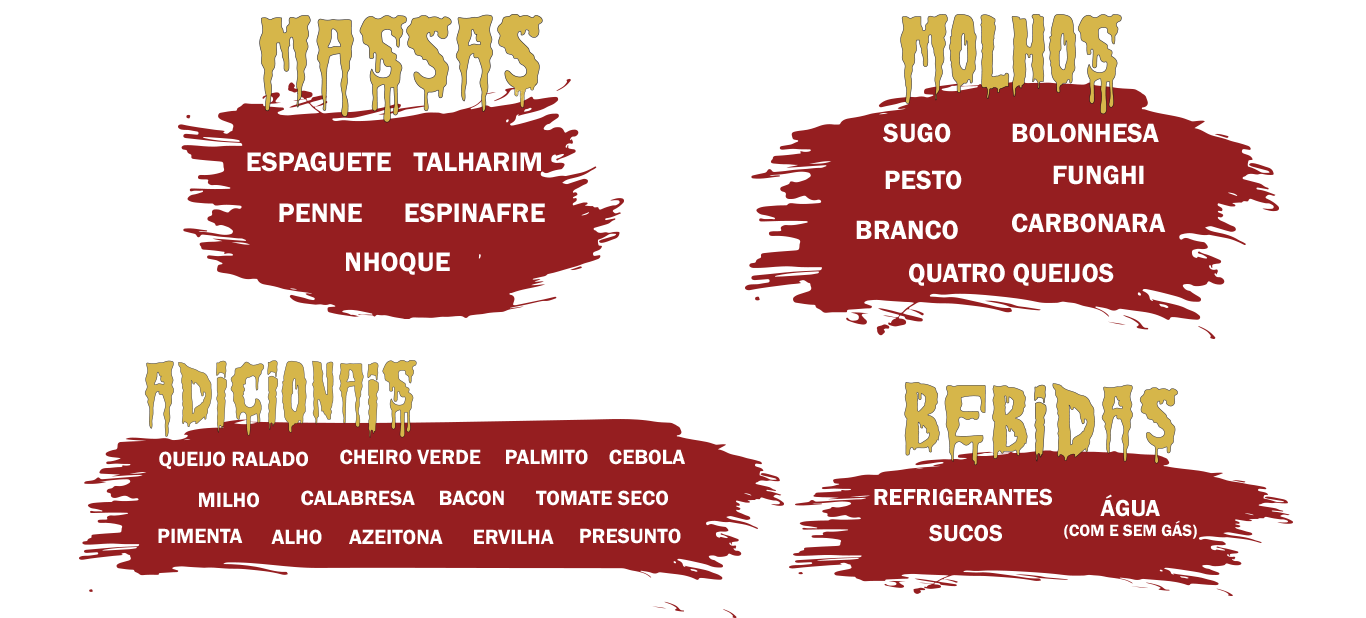 MASSAS
ESPAGUETE TALHARIM
PENNE ESPINAFRE
NHOQUE
MOLHOS
SUGO BOLONHESA
PESTO FUNGHI
BRANCO CARBONARA
QUATRO QUEIJOS
ADICIONAIS
QUEIJO RALADO CHEIRO VERDE PALMITO CEBOLA
MILHO CALABRESA BACON TOMATE SECO
PIMENTA ALHO AZEITONA ERVILHA PRESUNTO
BEBIDAS
REFRIGERANTES
SUCOS
ÁGUA
(COM E SEM GÁS)